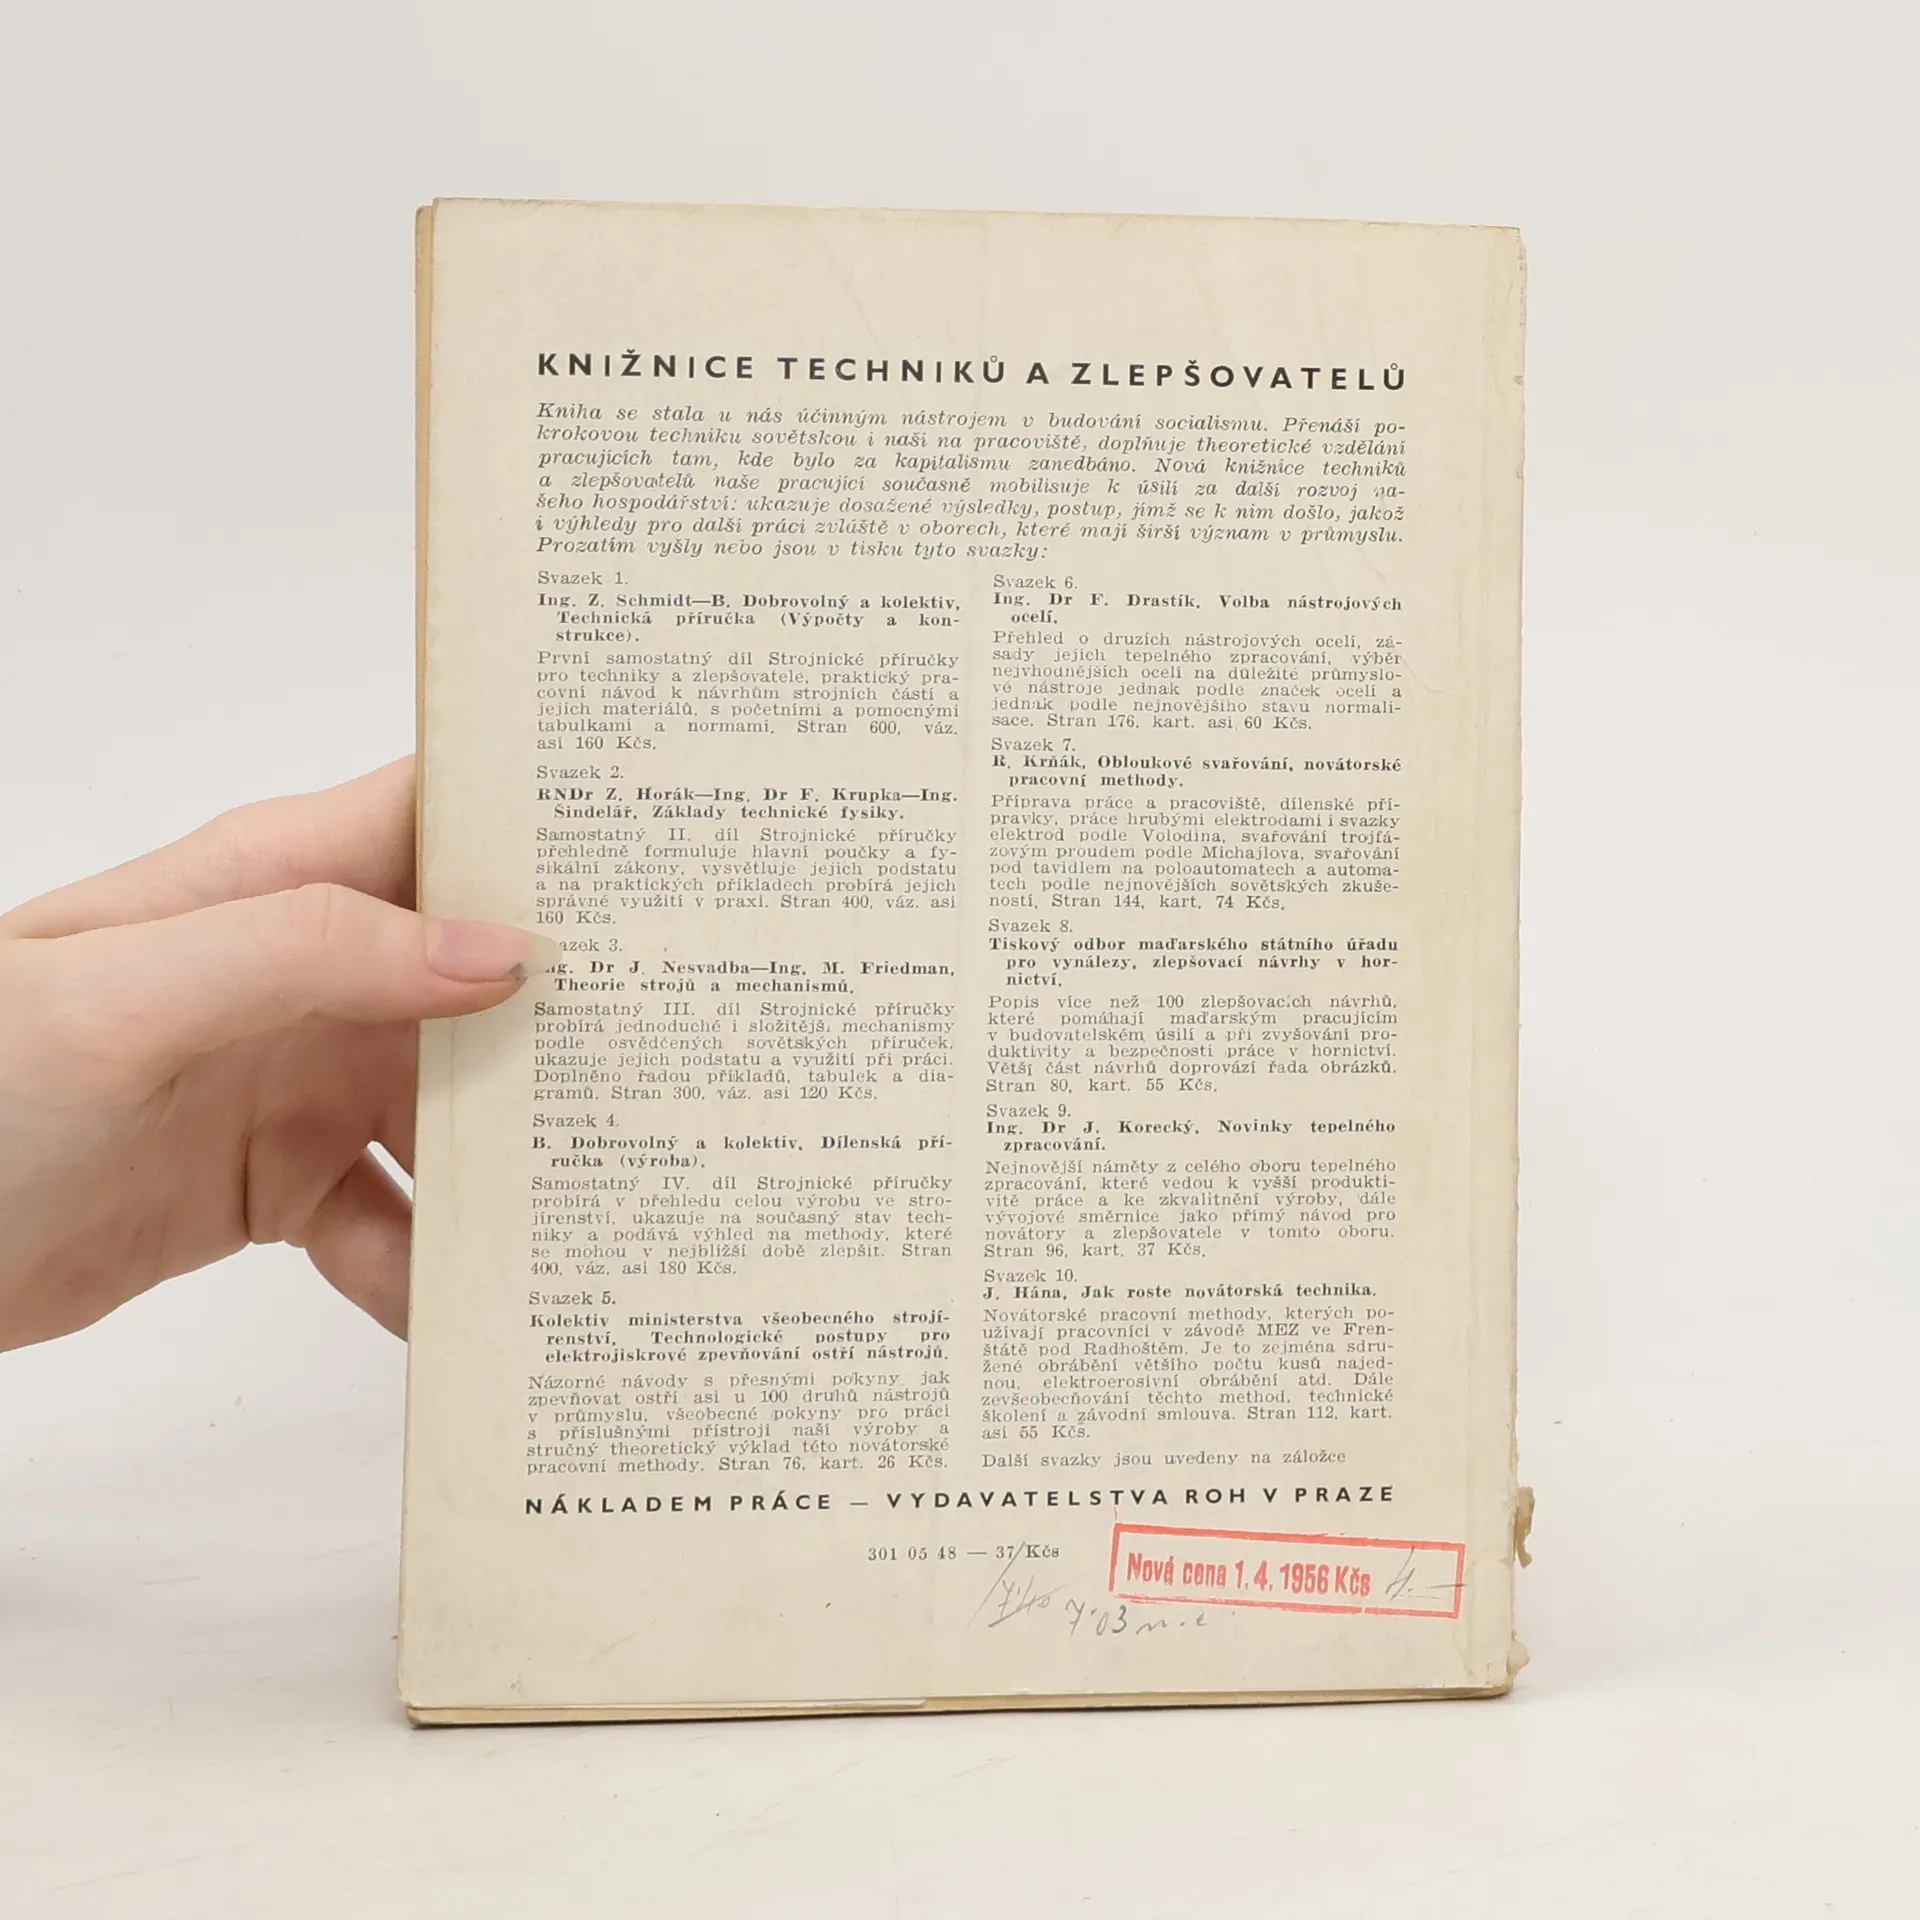 KNIŽNICE TECHNIKŮ A ZLEPŠOVATELŮ
Kniha se stala u nás účinným nástrojem v budování socialismu. Přenáší po-
krokovou techniku sovětskou i naši na pracoviště, doplňuje theoretické vzdělání
pracujících tam, kde bylo za kapitalismu zanedbáno. Nová knižnice techniků
a zlepšovatelů naše pracující současně mobilisuje k úsilí za další rozvoj na-
šeho hospodářství: ukazuje dosažené výsledky, postup, jímž se k nim došlo, jakož
i výhledy pro další práci zvláště v oborech, které mají širší význam v průmyslu.
Prozatím vyšly nebo jsou v tisku tyto svazky:
Svazek 1.
Ing. Z. Schmidt—B. Dobrovolný a kolektiv,
Technická příručka (Výpočty a kon-
strukce).
První samostatný díl Strojnické příručky
pro techniky a zlepšovatele, praktický pra-
covní návod k návrhům strojních částí a
jejich materiálů, s početními a pomocnými
tabulkami a normami. Stran 600, váz.
asi 160 Kčs.
Svazek 2.
RNDr Z. Horák—Ing. Dr F. Krupka—Ing.
Šindelář, Základy technické fysiky.
Samostatný II. díl Strojnické příručky
přehledně formuluje hlavní poučky a fy-
sikální zákony, vysvětluje jejich podstatu
a na praktických příkladech probírá jejich
správné využití v praxi. Stran 400, váz. asi
160 Kčs.
azek 3.
ng. Dr J. Nesvadba—Ing. M. Friedman,
Theorie strojů a mechanismů.
Samostatný III. díl Strojnické příručky
probírá jednoduché i složitější mechanismy
podle osvědčených sovětských příruček,
ukazuje jejich podstatu a využití při práci.
Doplněno řadou příkladů, tabulek a dia-
gramů. Stran 300, váz. asi 120 Kčs.
Svazek 4.
B. Dobrovolný a kolektiv, Dílenská pří-
ručka (výroba).
Samostatný IV. díl Strojnické příručky
probírá v přehledu celou výrobu ve stro-
jírenství, ukazuje na současný stav tech-
niky a podává výhled na methody, které
se mohou v nejbližší době zlepšit. Stran
400, váz. asi 180 Kčs.
Svazek 5.
Kolektiv ministerstva všeobecného strojí-
renství, Technologické postupy pro
elektrojiskrové zpevňování ostří nástrojů.
Názorné návody s přesnými pokyny, jak
zpevňovat ostří asi u 100 druhů nástrojů
v průmyslu, všeobecné pokyny pro práci
s příslušnými přístroji naší výroby a
stručný theoretický výklad této novátorské
pracovní methody. Stran 76, kart. 26 Kčs.
Svazek 6.
Ing. Dr F. Drastík, Volba nástrojových
ocelí.
Přehled o druzích nástrojových ocelí, zá-
sady jejich tepelného zpracování, výběr
nejvhodnějších ocelí na důležité průmyslo-
vé nástroje jednak podle značek ocelí a
jednak podle nejnovějšího stavu normali-
sace. Stran 176, kart. asi 60 Kčs.
Svazek 7.
R. Krňák, Obloukové svařování, novátorské
pracovní methody.
Příprava práce a pracoviště, dílenské pří-
pravky, práce hrubými elektrodami i svazky
elektrod podle Volodina, svařování trojfá-
zovým proudem podle Michajlova, svařování
pod tavidlem na poloautomatech a automa-
tech podle nejnovějších sovětských zkuše-
ností. Stran 144, kart. 74 Kčs.
Svazek 8.
Tiskový odbor maďarského státního úřadu
pro vynálezy, zlepšovací návrhy v hor-
nictví.
Popis více než 100 zlepšovacích návrhů,
které pomáhají maďarským pracujícím
v budovatelském úsilí a při zvyšování pro-
duktivity a bezpečnosti práce v hornictví.
Větší část návrhů doprovází řada obrázků.
Stran 80, kart. 55 Kčs.
Svazek 9.
Ing. Dr J. Korecký, Novinky tepelného
zpracování.
Nejnovější náměty z celého oboru tepelného
zpracování, které vedou k vyšší produkti-
vitě práce a ke zkvalitnění výroby, dále
vývojové směrnice jako přímý návod pro
novátory a zlepšovatele v tomto oboru.
Stran 96, kart. 37 Kčs.
Svazek 10.
J. Hána, Jak roste novátorská technika.
Novátorské pracovní methody, kterých po-
užívají pracovníci v závodě MEZ ve Fren-
štátě pod Radhoštěm. Je to zejména sdru-
žené obrábění většího počtu kusů najed-
nou, elektroerosivní obrábění atd. Dále
zevšeobecňování těchto method, technické
školení a závodní smlouva. Stran 112, kart.
asi 55 Kčs.
Další svazky jsou uvedeny na záložce
NÁKLADEM PRÁCE — VYDAVATELSTVA ROH V PRAZE
301 05 48 — 37 Kčs
Nová cena 1. 4. 1956 Kčs 4.—
7'40 7'03